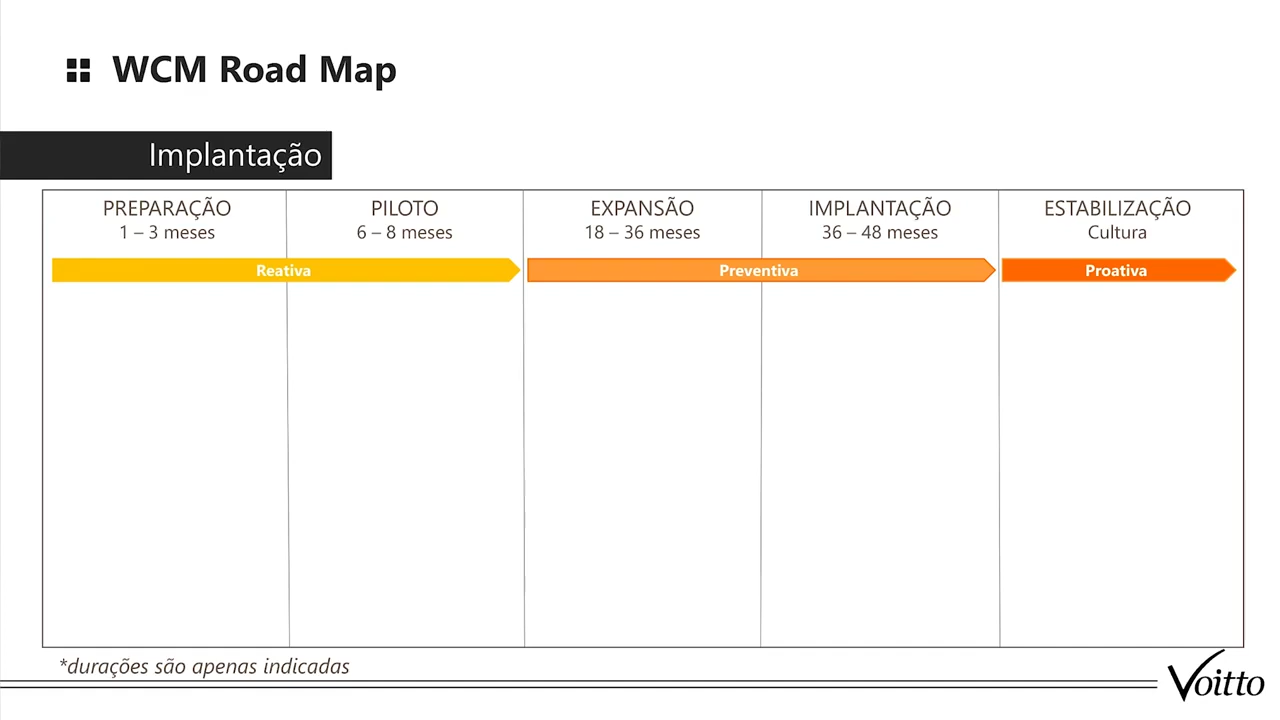 WCM Road Map
Implantação
PREPARAÇÃO
1 – 3 meses
PILOTO
6 – 8 meses
EXPANSÃO
18 – 36 meses
IMPLANTAÇÃO
36 – 48 meses
ESTABILIZAÇÃO
Cultura
Reativa
Preventiva
Proativa
*durações são apenas indicadas
Voitto